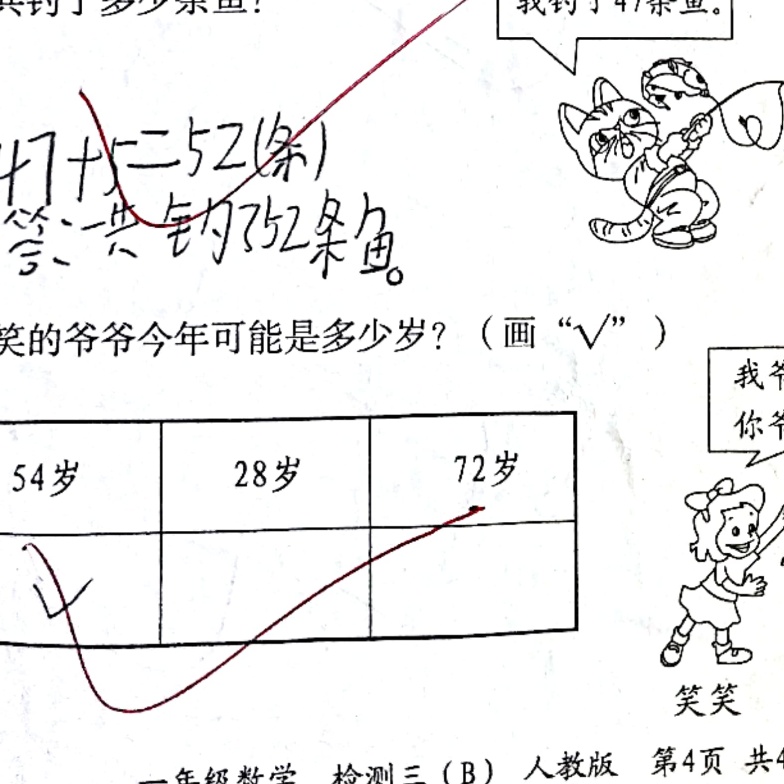 共钓了多少条鱼？
我钓了47条鱼。
47+5=52(条)
答：一共钓了52条鱼。
笑的爷爷今年可能是多少岁？（画“√”）
我爷
你爷
54岁 28岁 72岁
√
笑笑
一年级数学 检测三（B） 人教版 第4页 共4